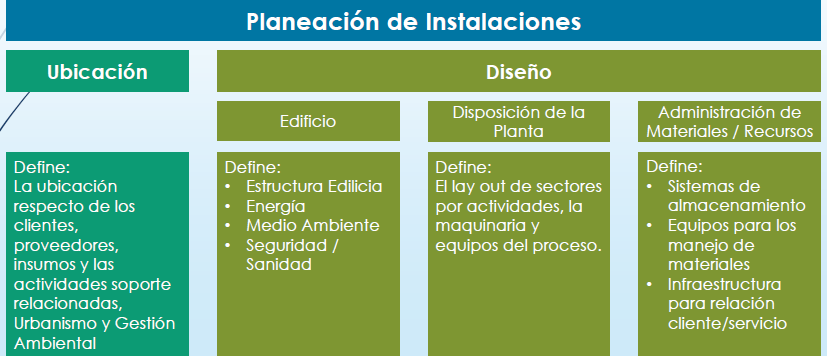 Planeación de Instalaciones
Ubicación
Diseño
Edificio
Disposición de la
Planta
Administración de
Materiales / Recursos
Define:
La ubicación
respecto de los
clientes,
proveedores,
insumos y las
actividades soporte
relacionadas,
Urbanismo y Gestión
Ambiental
Define:
• Estructura Edilicia
• Energía
• Medio Ambiente
• Seguridad /
Sanidad
Define:
El lay out de sectores
por actividades, la
maquinaria y
equipos del proceso.
Define:
• Sistemas de
almacenamiento
• Equipos para los
manejo de
materiales
• Infraestructura
para relación
cliente/servicio